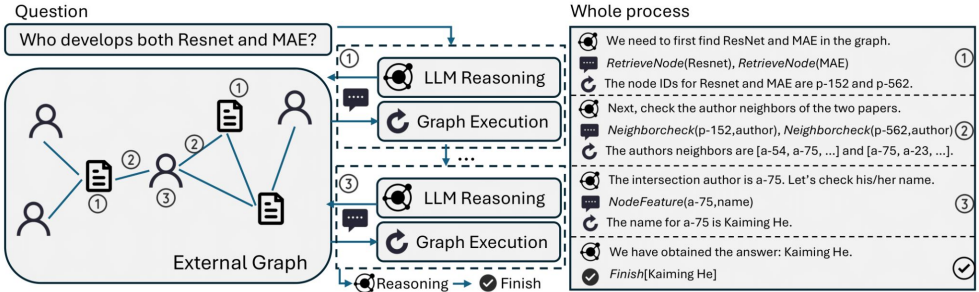 Question
Who develops both Resnet and MAE?
①
②
②
①
③
External Graph
①
LLM Reasoning
Graph Execution
...
③
LLM Reasoning
Graph Execution
Reasoning
Finish
Whole process
We need to first find ResNet and MAE in the graph.
RetrieveNode(Resnet), RetrieveNode(MAE)
①
The node IDs for Resnet and MAE are p-152 and p-562.
Next, check the author neighbors of the two papers.
Neighborcheck(p-152,author), Neighborcheck(p-562,author)
②
The authors neighbors are [a-54, a-75, ...] and [a-75, a-23, ...].
The intersection author is a-75. Let's check his/her name.
NodeFeature(a-75,name)
③
The name for a-75 is Kaiming He.
We have obtained the answer: Kaiming He.
Finish[Kaiming He]